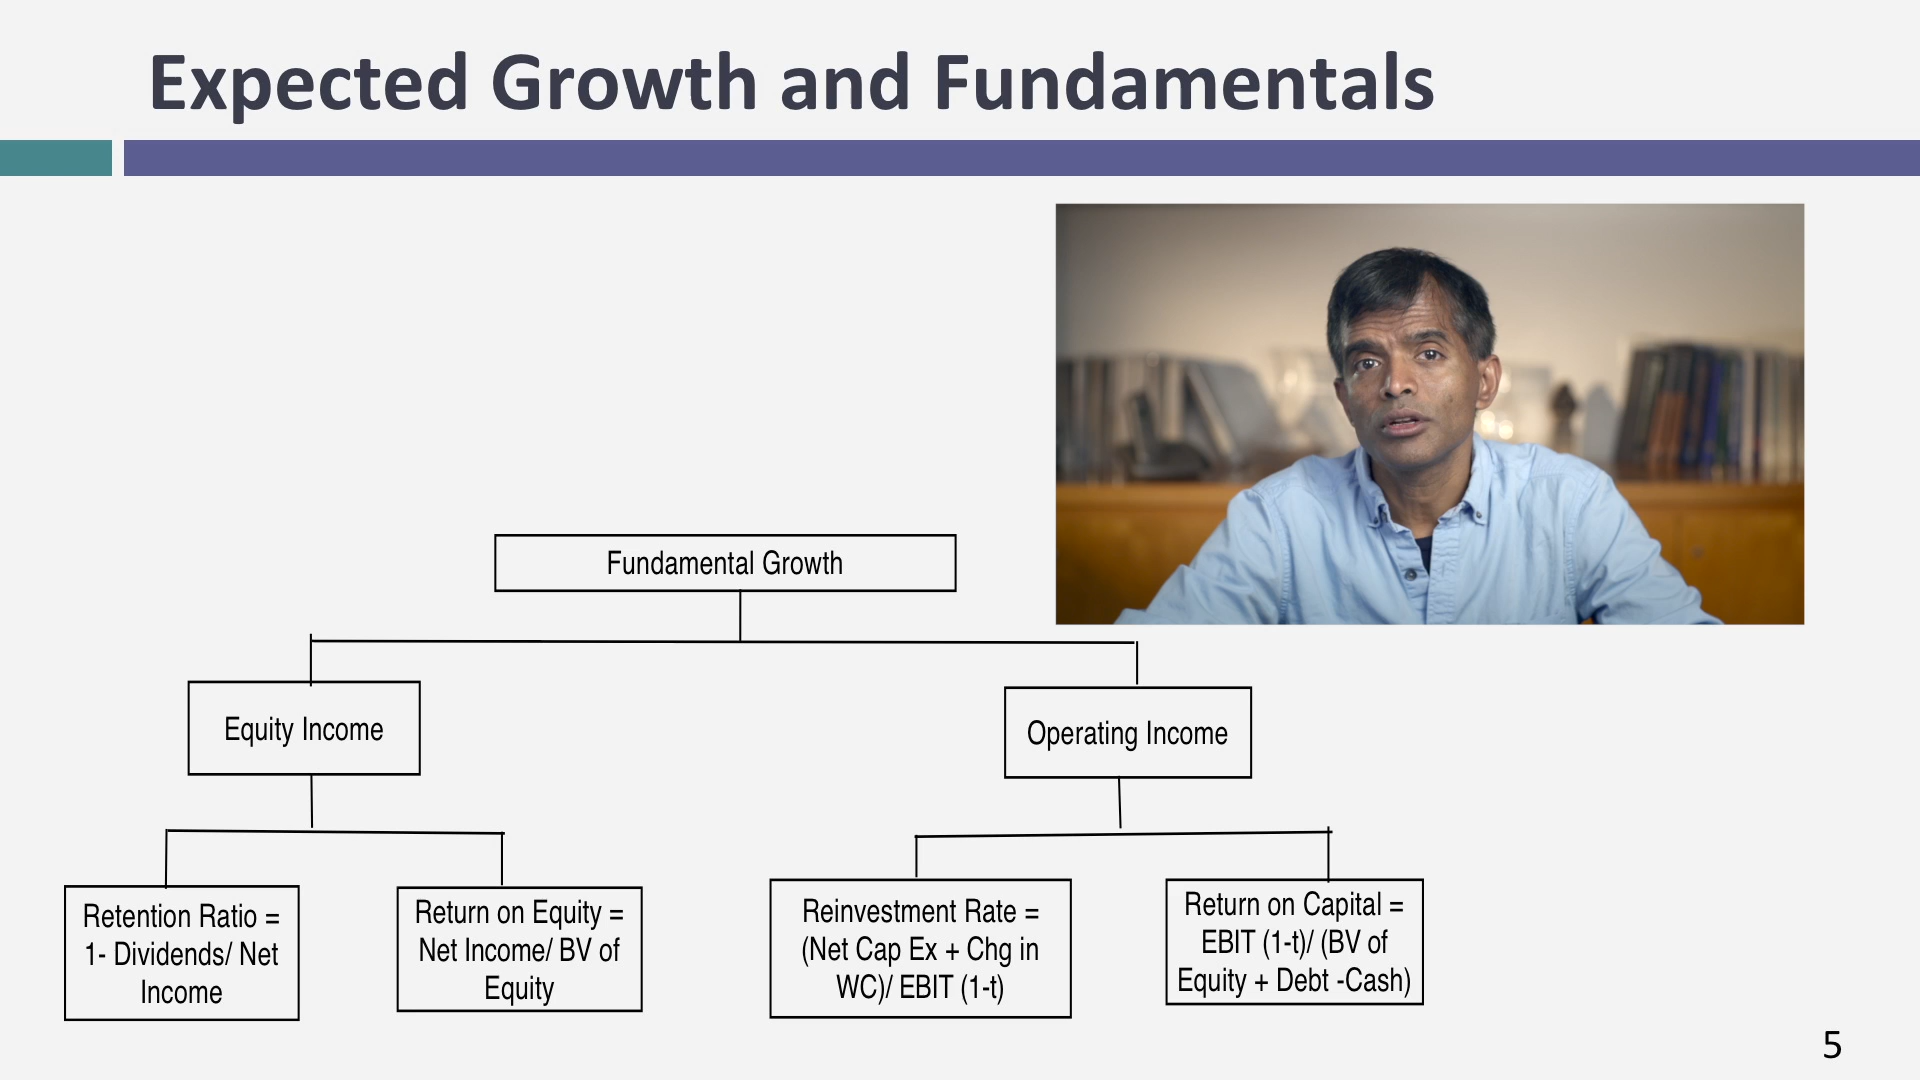 Expected Growth and Fundamentals
Fundamental Growth
Equity Income
Operating Income
Retention Ratio =
1- Dividends/ Net
Income
Return on Equity =
Net Income/ BV of
Equity
Reinvestment Rate =
(Net Cap Ex + Chg in
WC)/ EBIT (1-t)
Return on Capital =
EBIT (1-t)/ (BV of
Equity + Debt -Cash)
5